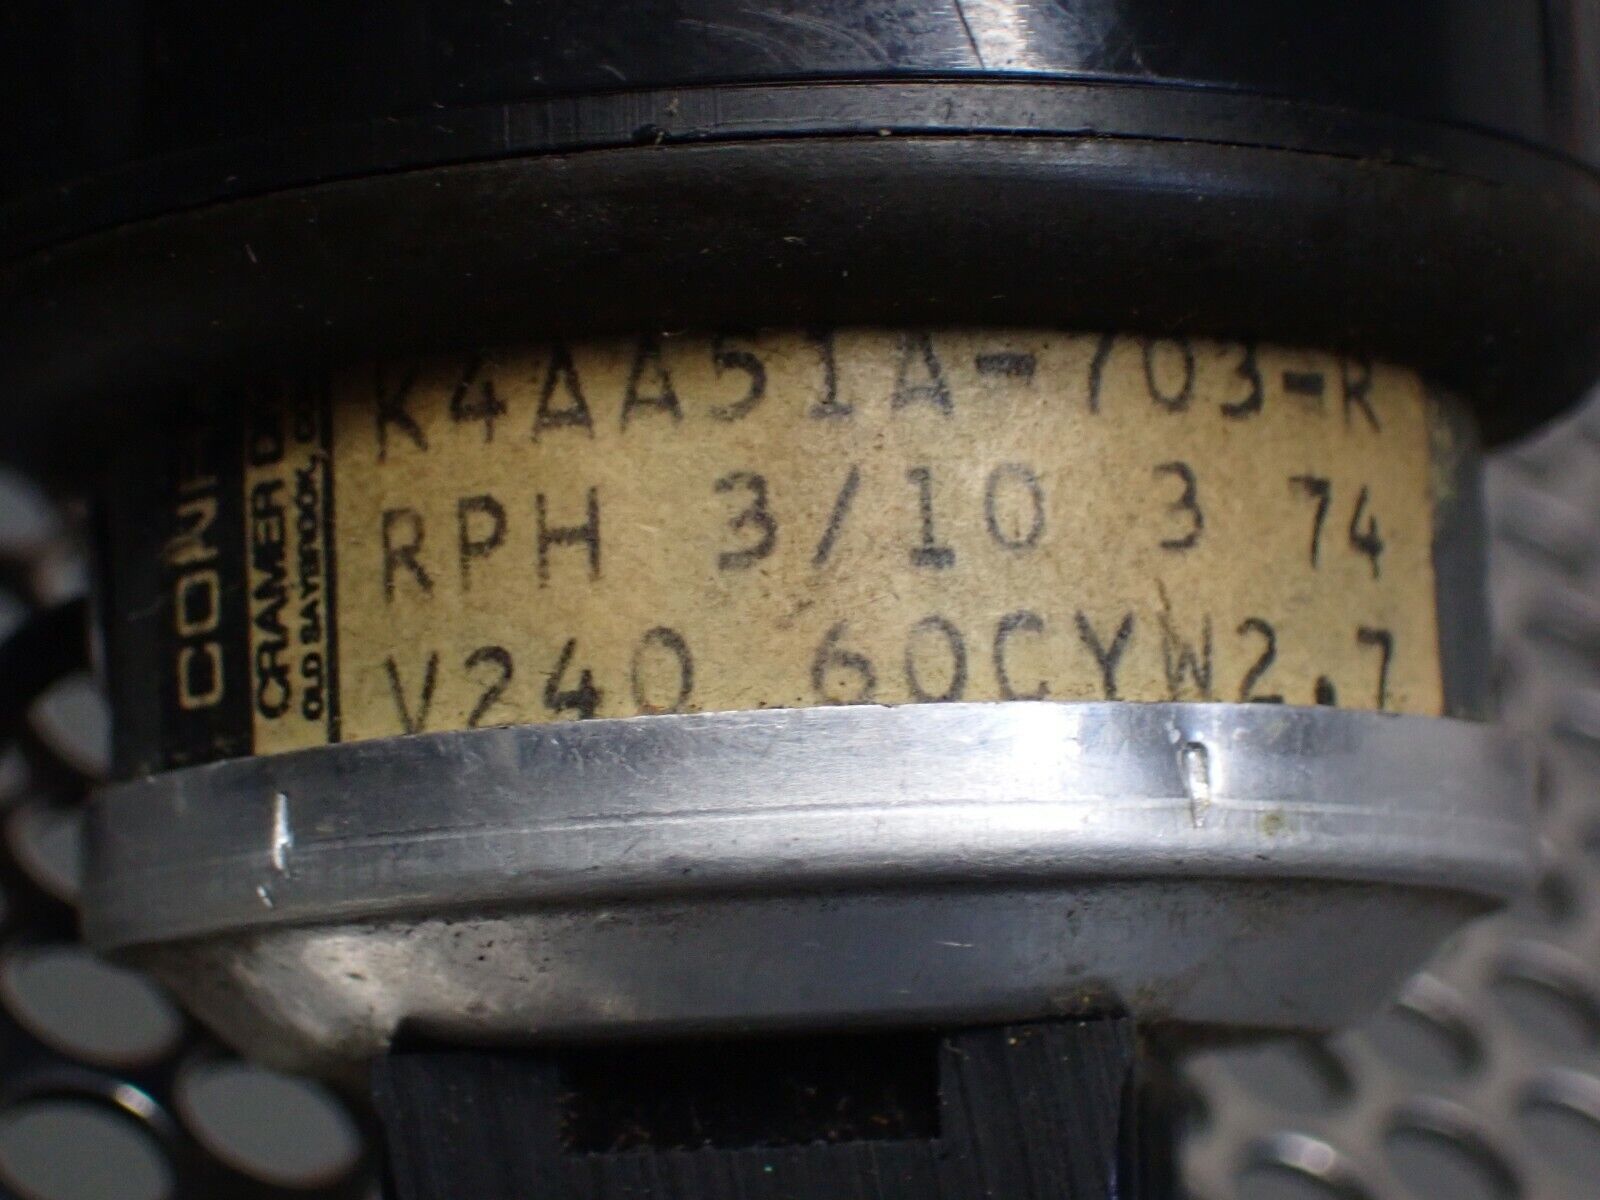 K4AA51A-703-R
RPH 3/10 3 74
V240 60CYW2.7
CON
CRAMER
OLD SAYBROOK,